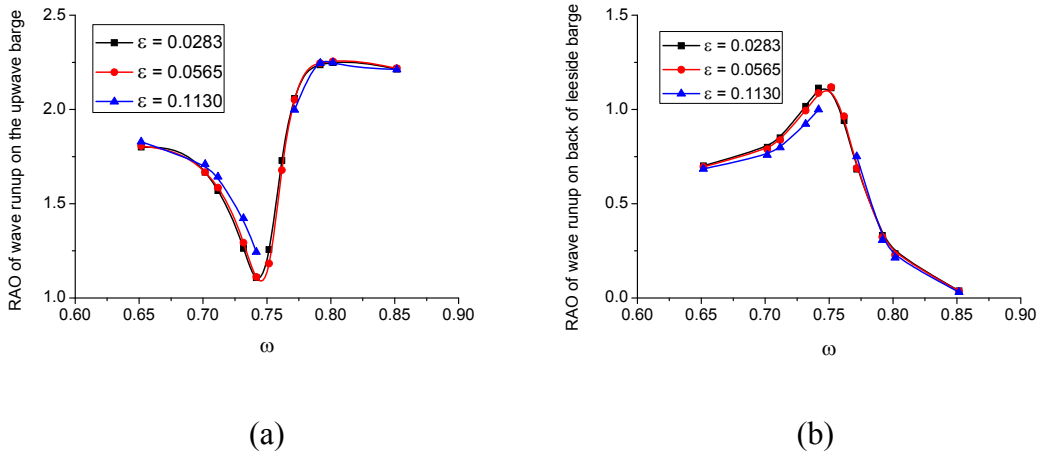 RAO of wave runup on the upwave barge
2.5
2.0
1.5
1.0
0.60
0.65
0.70
0.75
0.80
0.85
0.90
ε = 0.0283
ε = 0.0565
ε = 0.1130
ω
(a)
RAO of wave runup on back of leeside barge
1.5
1.0
0.5
0.0
0.60
0.65
0.70
0.75
0.80
0.85
0.90
ε = 0.0283
ε = 0.0565
ε = 0.1130
ω
(b)